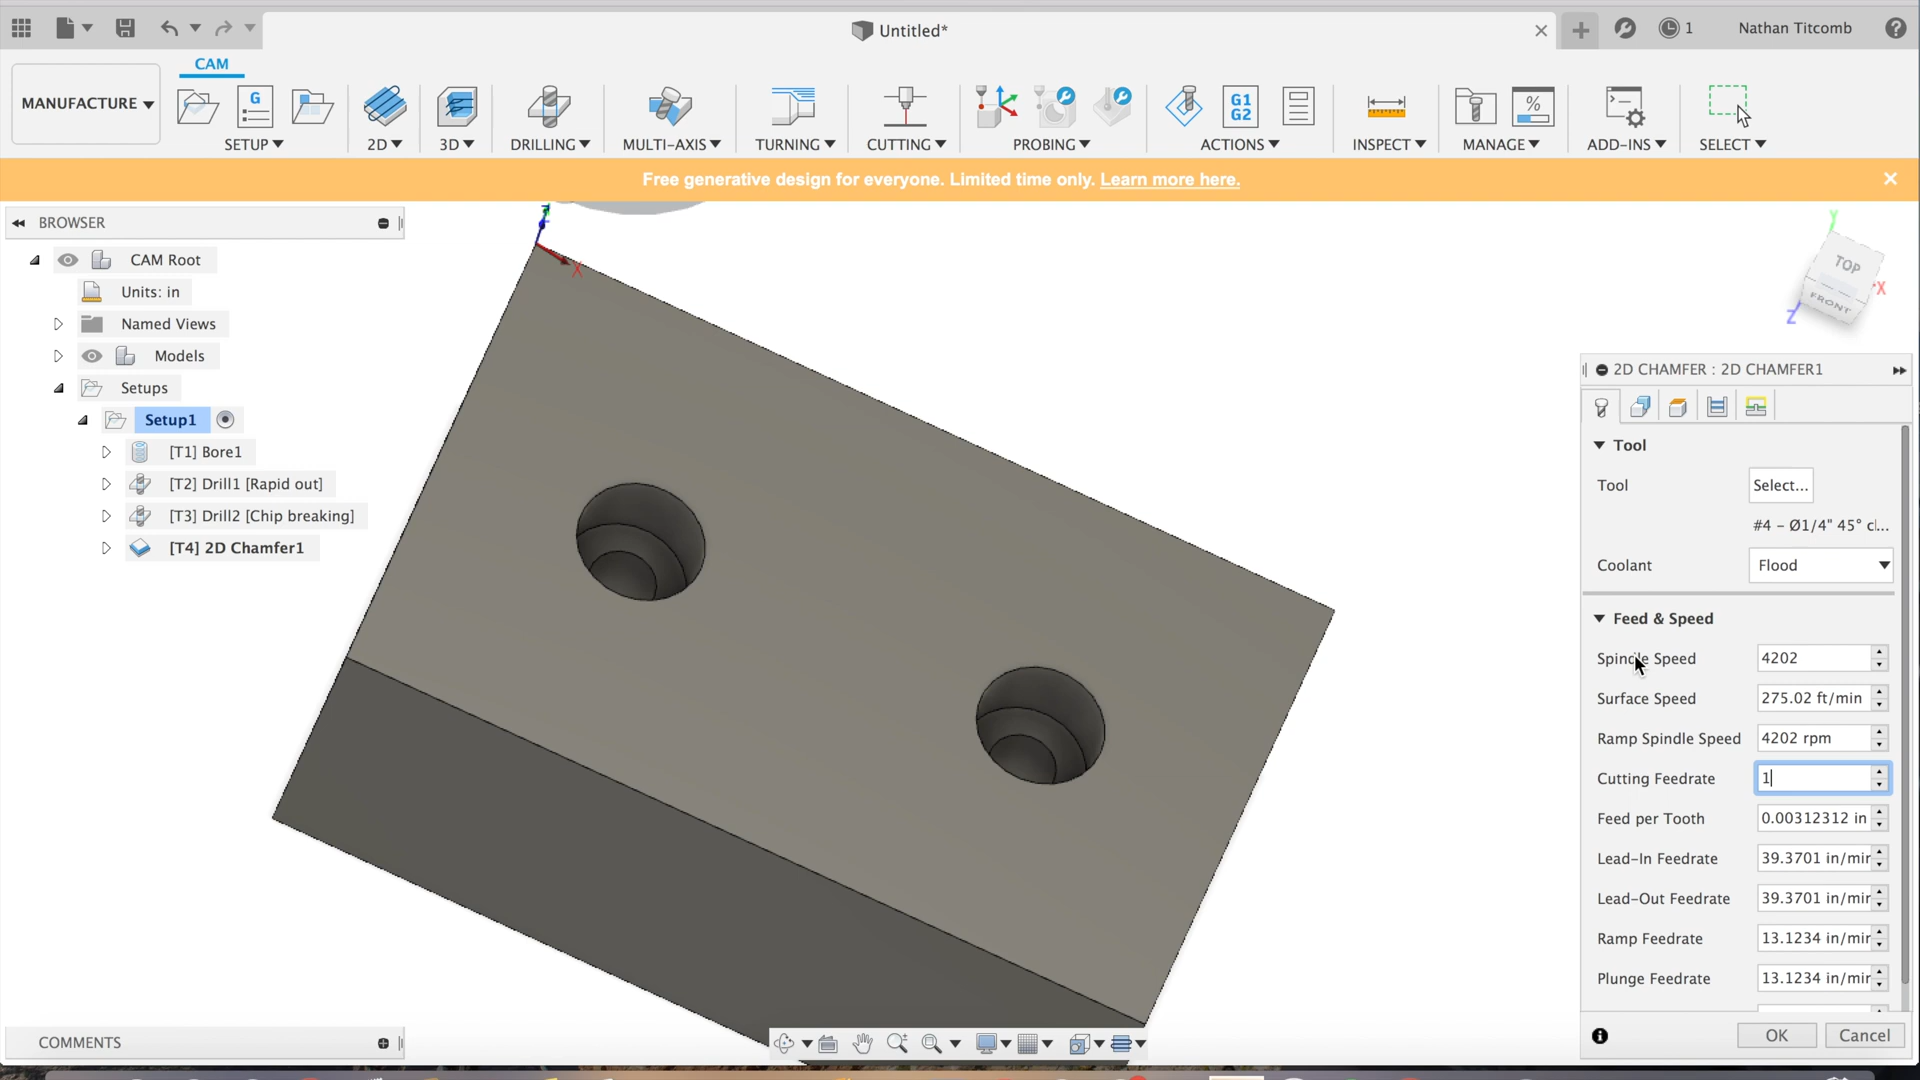 Untitled*
1
Nathan Titcomb
CAM
MANUFACTURE
G
G1
G2
%
SETUP
2D
3D
DRILLING
MULTI-AXIS
TURNING
CUTTING
PROBING
ACTIONS
INSPECT
MANAGE
ADD-INS
SELECT
Free generative design for everyone. Limited time only. Learn more here.
BROWSER
CAM Root
Units: in
Named Views
Models
Setups
Setup1
[T1] Bore1
[T2] Drill1 [Rapid out]
[T3] Drill2 [Chip breaking]
[T4] 2D Chamfer1
Z
X
Y
TOP
FRONT
X
Z
2D CHAMFER : 2D CHAMFER1
Tool
Tool
Select...
#4 - Ø1/4" 45° c...
Coolant
Flood
Feed & Speed
Spindle Speed
4202
Surface Speed
275.02 ft/min
Ramp Spindle Speed
4202 rpm
Cutting Feedrate
1
Feed per Tooth
0.00312312 in
Lead-In Feedrate
39.3701 in/min
Lead-Out Feedrate
39.3701 in/min
Ramp Feedrate
13.1234 in/min
Plunge Feedrate
13.1234 in/min
OK
Cancel
COMMENTS